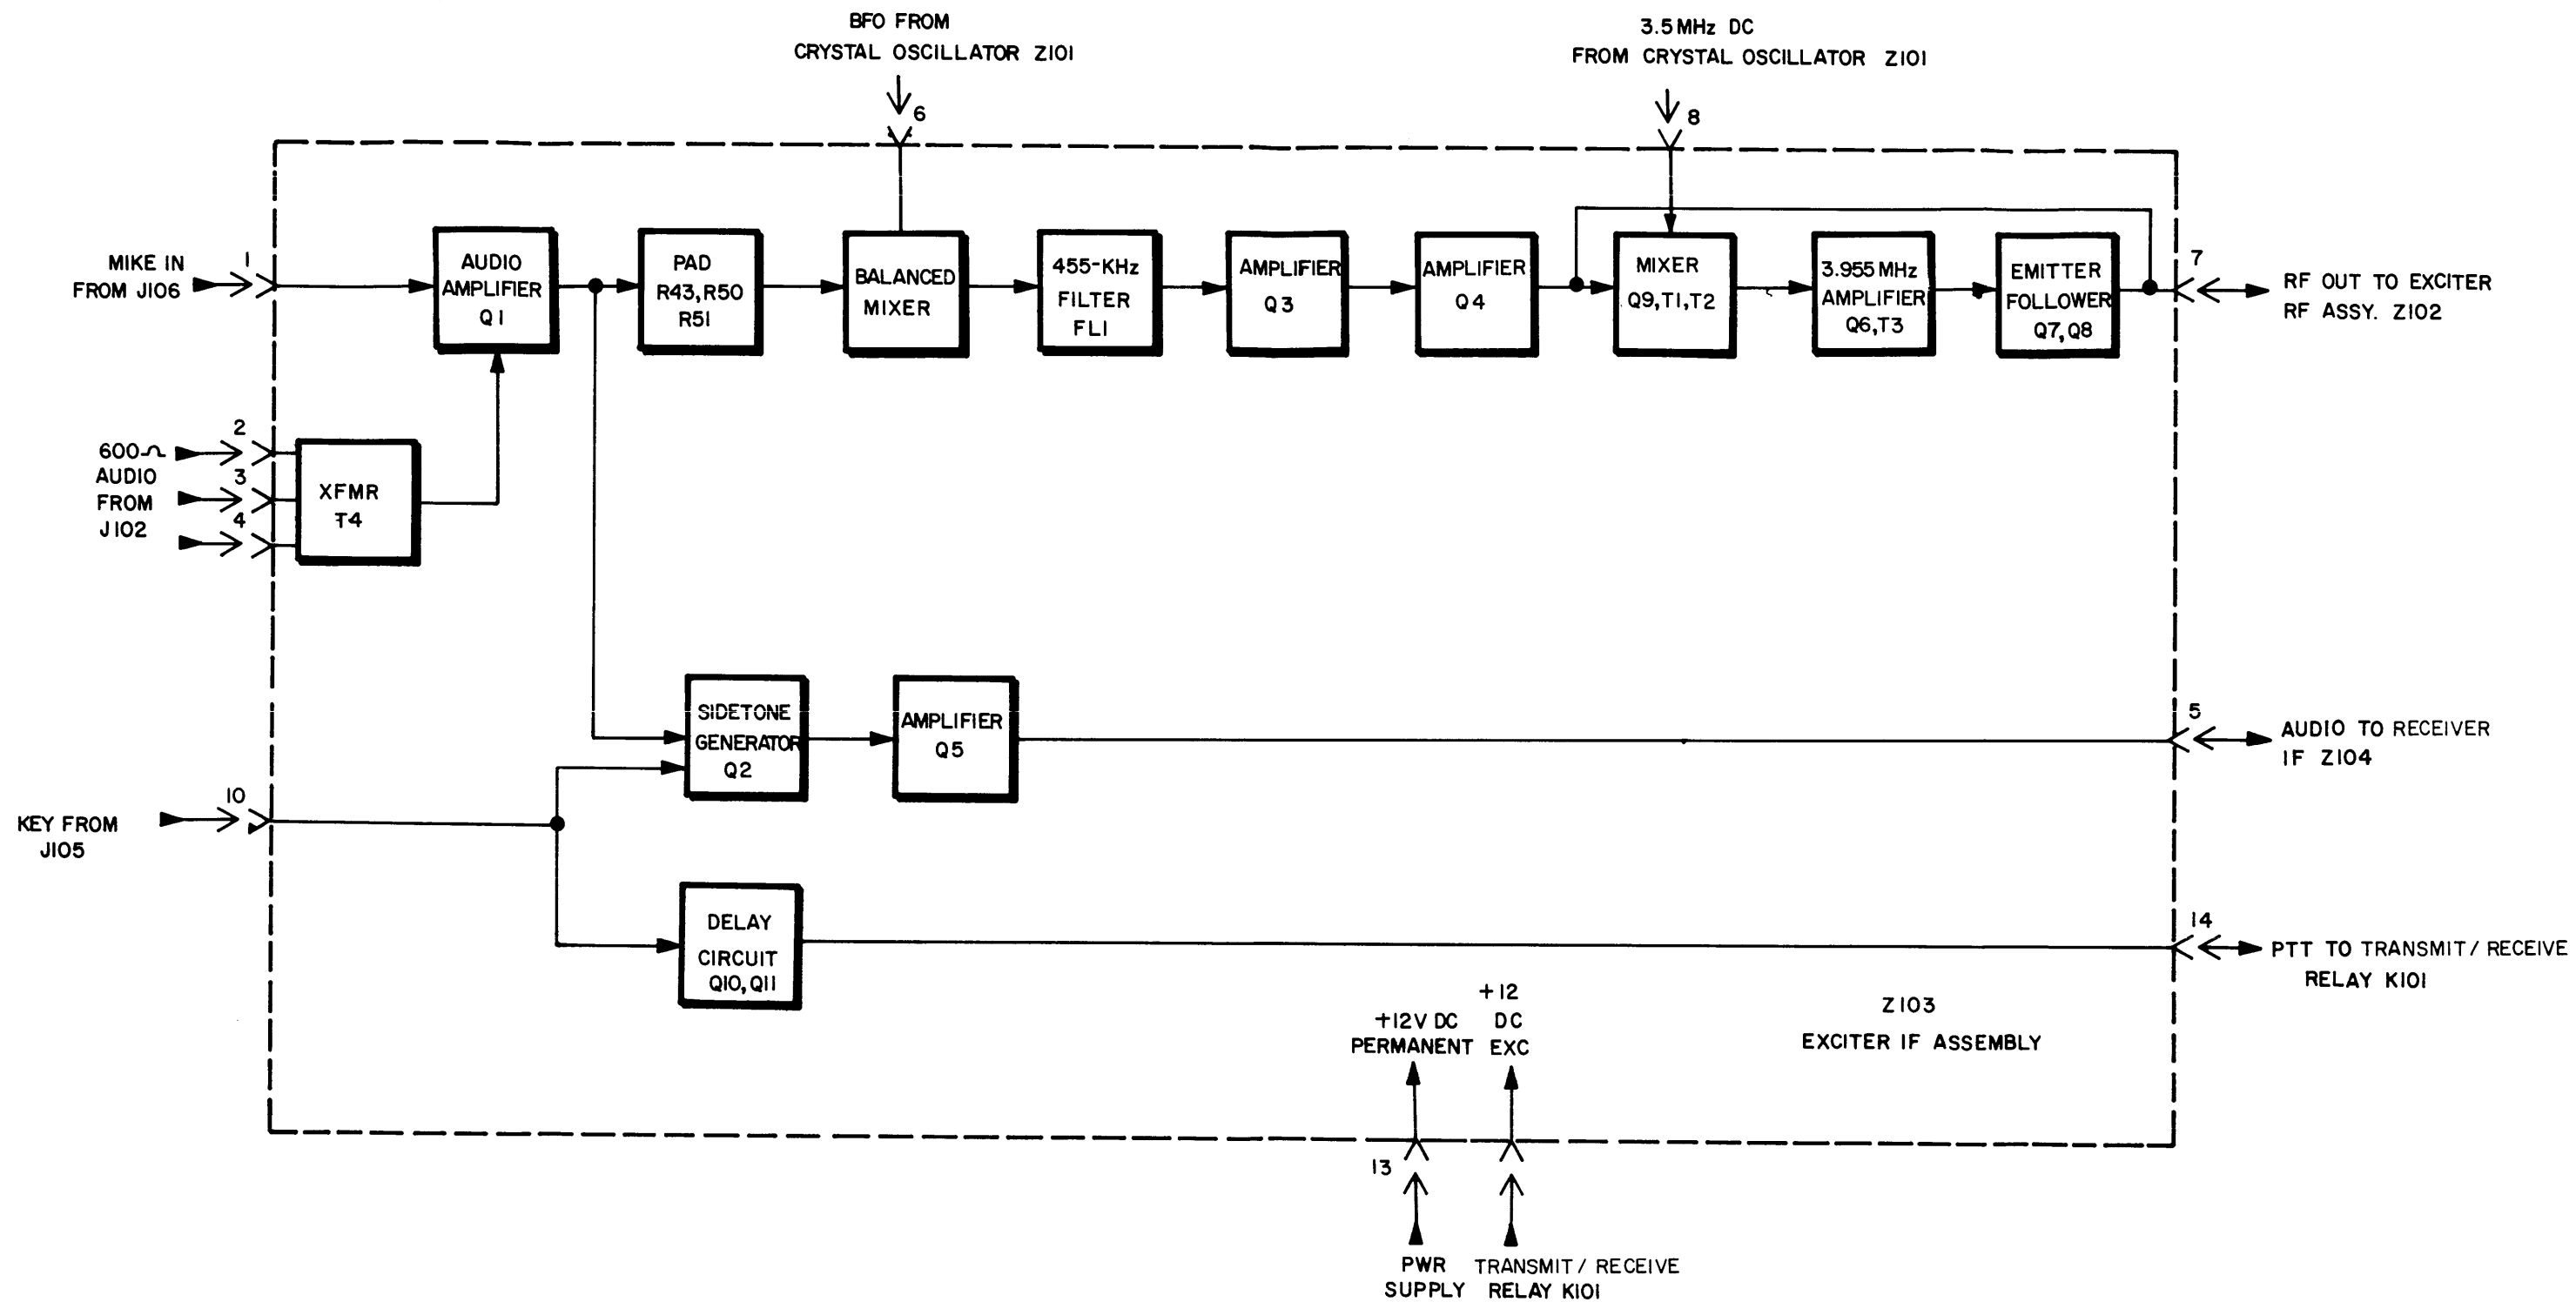 BFO FROM
CRYSTAL OSCILLATOR Z101
6
3.5MHz DC
FROM CRYSTAL OSCILLATOR Z101
8
MIKE IN
FROM J106
1
AUDIO
AMPLIFIER
Q1
PAD
R43,R50
R51
BALANCED
MIXER
455-KHz
FILTER
FL1
AMPLIFIER
Q3
AMPLIFIER
Q4
MIXER
Q9,T1,T2
3.955MHz
AMPLIFIER
Q6,T3
EMITTER
FOLLOWER
Q7,Q8
7
RF OUT TO EXCITER
RF ASSY. Z102
600Ω
AUDIO
FROM
J102
2
3
4
XFMR
T4
SIDETONE
GENERATOR
Q2
AMPLIFIER
Q5
5
AUDIO TO RECEIVER
IF Z104
KEY FROM
J105
10
DELAY
CIRCUIT
Q10,Q11
14
PTT TO TRANSMIT/RECEIVE
RELAY K101
+12V DC
PERMANENT
+12
DC
EXC
Z103
EXCITER IF ASSEMBLY
13
PWR
SUPPLY
TRANSMIT/RECEIVE
RELAY K101